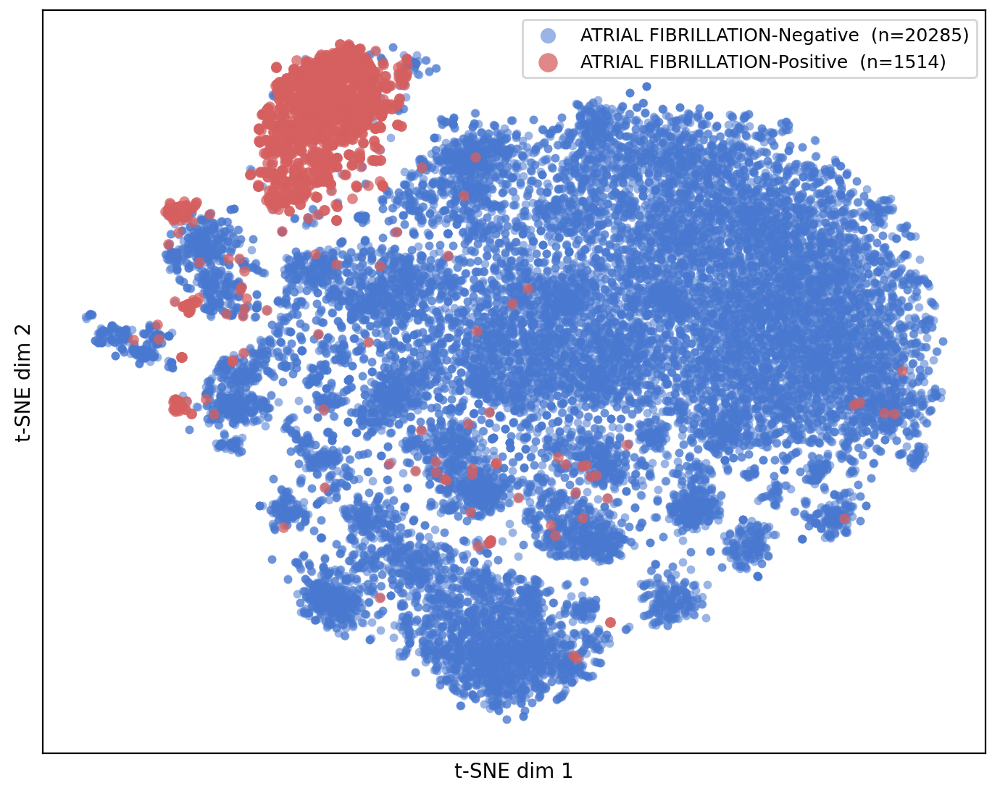 ATRIAL FIBRILLATION-Negative (n=20285)
ATRIAL FIBRILLATION-Positive (n=1514)
t-SNE dim 2
t-SNE dim 1